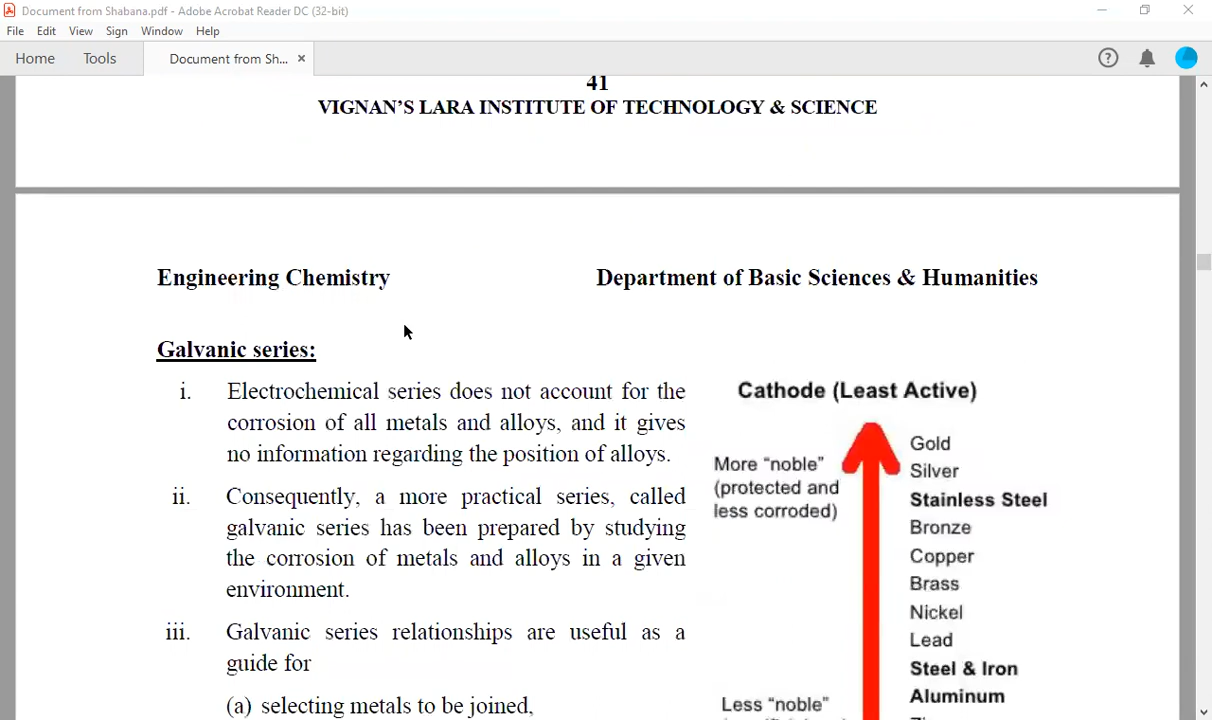 Document from Shabana.pdf - Adobe Acrobat Reader DC (32-bit)
File Edit View Sign Window Help
Home Tools Document from Sh... ×
41
VIGNAN'S LARA INSTITUTE OF TECHNOLOGY & SCIENCE
Engineering Chemistry Department of Basic Sciences & Humanities
Galvanic series:
i. Electrochemical series does not account for the
corrosion of all metals and alloys, and it gives
no information regarding the position of alloys.
ii. Consequently, a more practical series, called
galvanic series has been prepared by studying
the corrosion of metals and alloys in a given
environment.
iii. Galvanic series relationships are useful as a
guide for
(a) selecting metals to be joined,
Cathode (Least Active)
More “noble”
(protected and
less corroded)
Gold
Silver
Stainless Steel
Bronze
Copper
Brass
Nickel
Lead
Steel & Iron
Aluminum
Less “noble”